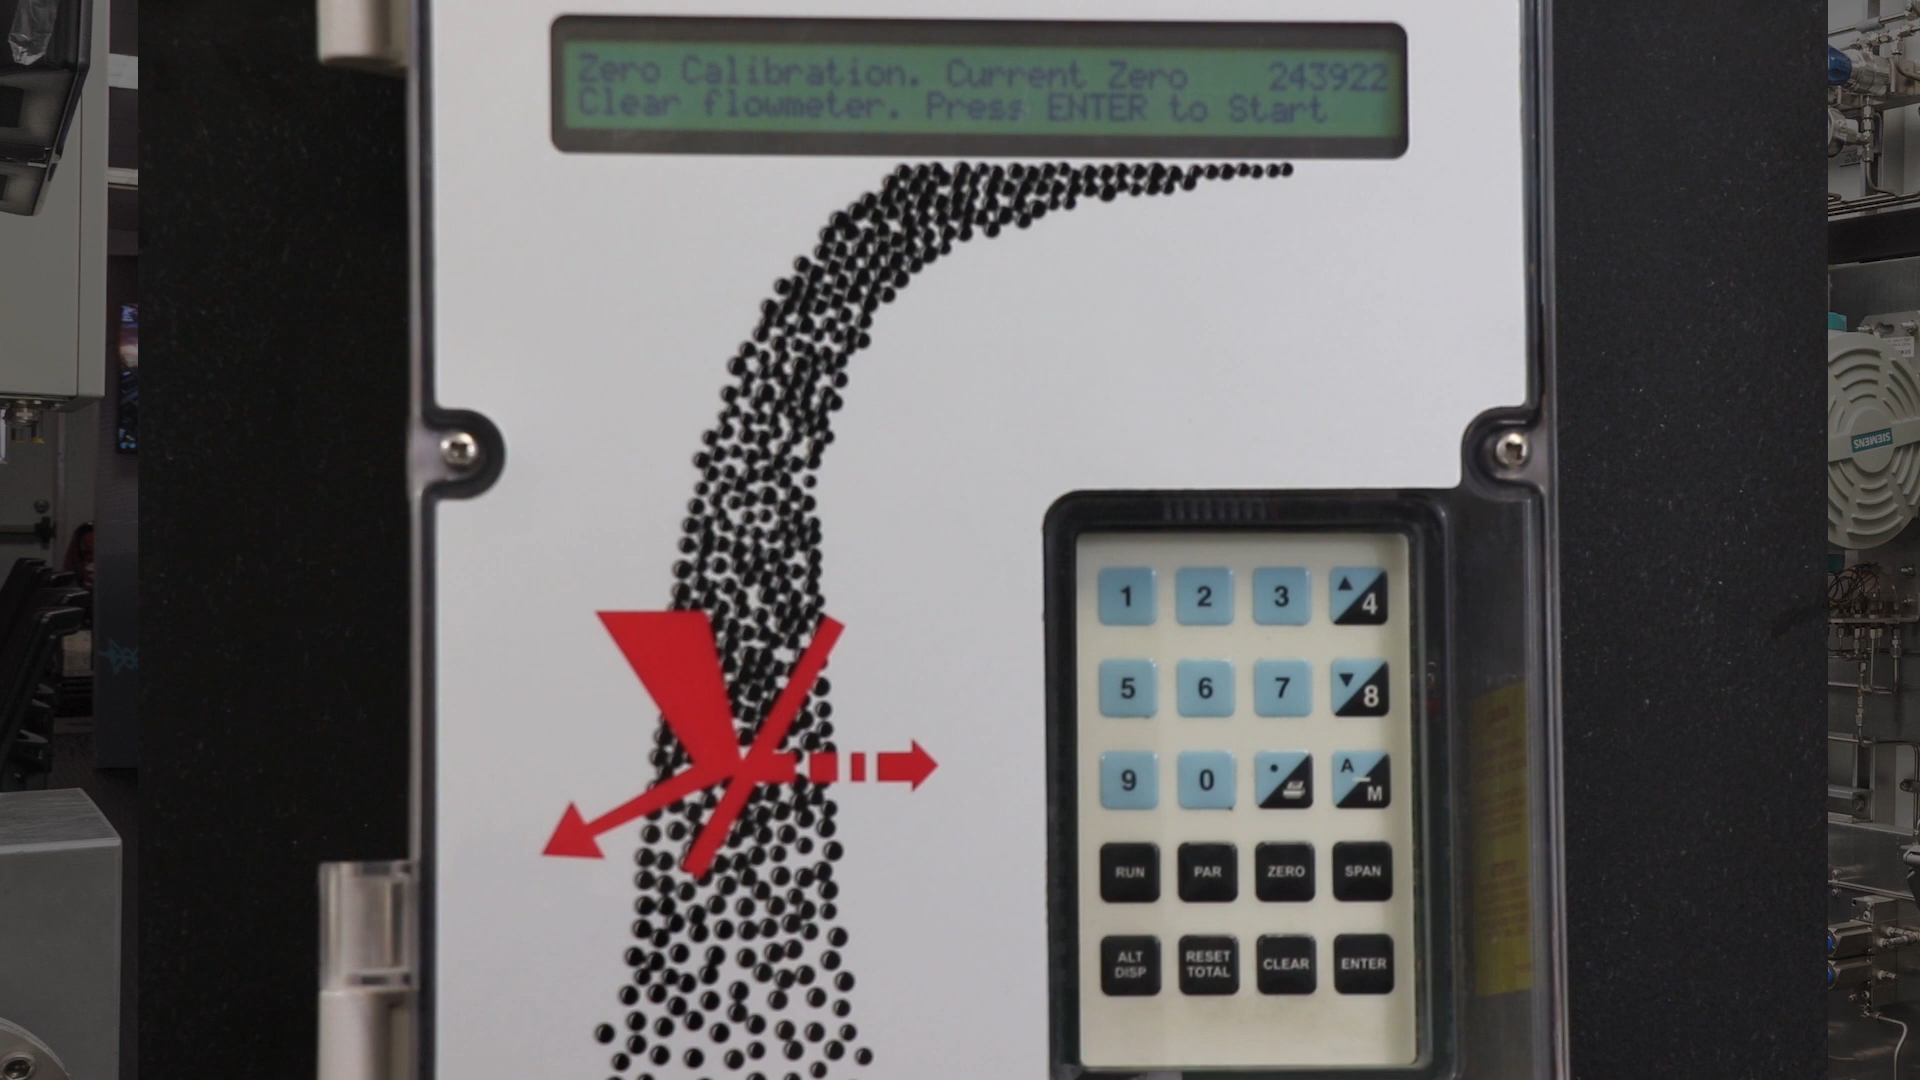 Zero Calibration. Current Zero 243922
Clear flowmeter. Press ENTER to Start
1 2 3 ▲4
5 6 7 ▼8
9 0 • A M
RUN PAR ZERO SPAN
ALT DISP RESET TOTAL CLEAR ENTER
SIEMENS